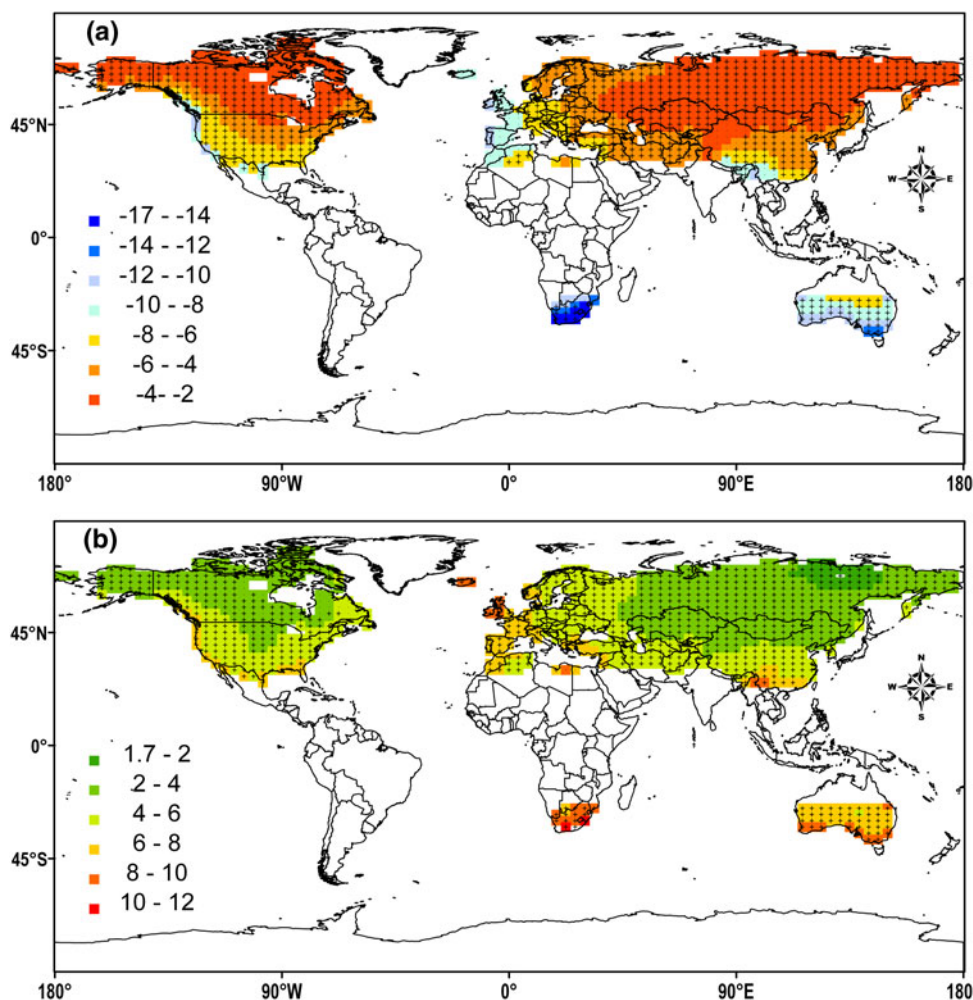 (a)
45°N
N
W E
S
-17 - -14
-14 - -12
0°
-12 - -10
-10 - -8
-8 - -6
45°S
-6 - -4
-4- -2
180° 90°W 0° 90°E 180
(b)
45°N
N
W E
S
0°
1.7 - 2
2 - 4
4 - 6
45°S
6 - 8
8 - 10
10 - 12
180° 90°W 0° 90°E 180